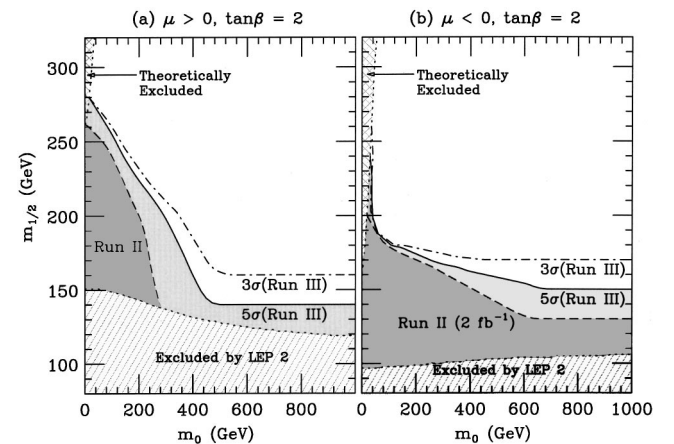 (a) μ > 0, tanβ = 2
(b) μ < 0, tanβ = 2
300
250
200
150
100
m₁/₂ (GeV)
Theoretically
Excluded
Run II
3σ(Run III)
5σ(Run III)
Excluded by LEP 2
0
200
400
600
800
m₀ (GeV)
Theoretically
Excluded
3σ(Run III)
5σ(Run III)
Run II (2 fb⁻¹)
Excluded by LEP 2
0
200
400
600
800
1000
m₀ (GeV)